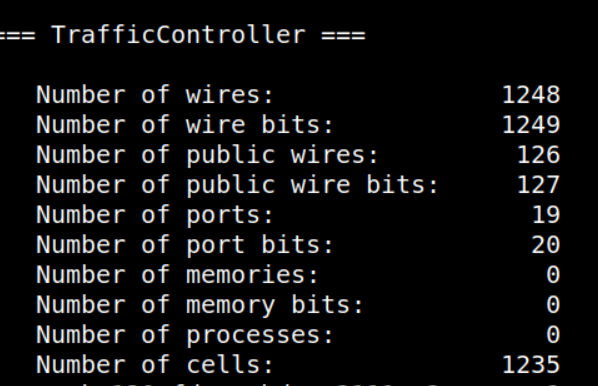 === TrafficController ===
Number of wires: 1248
Number of wire bits: 1249
Number of public wires: 126
Number of public wire bits: 127
Number of ports: 19
Number of port bits: 20
Number of memories: 0
Number of memory bits: 0
Number of processes: 0
Number of cells: 1235